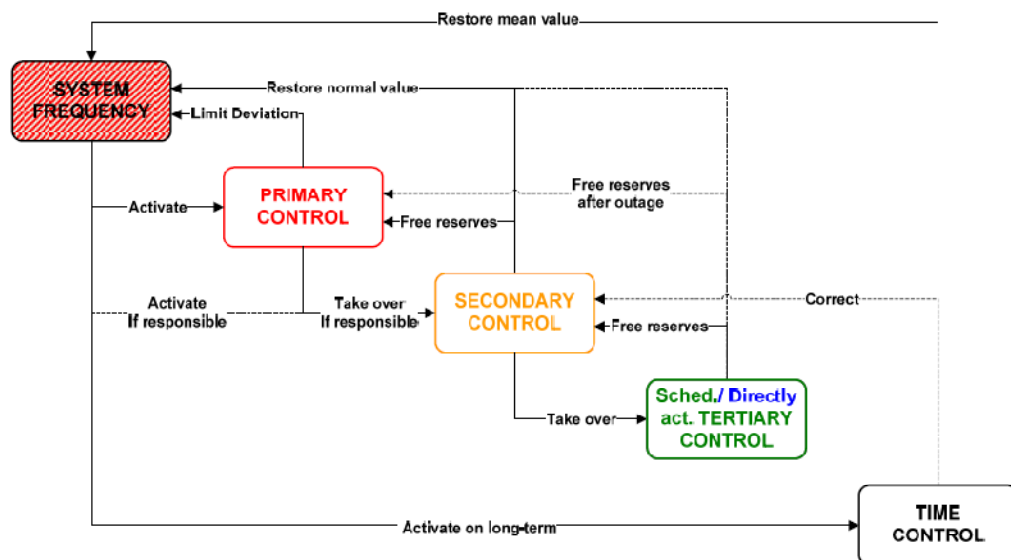 Restore mean value
SYSTEM
FREQUENCY
Restore normal value
Limit Deviation
PRIMARY
CONTROL
Free reserves
after outage
Activate
Free reserves
Activate
If responsible
Take over
If responsible
SECONDARY
CONTROL
Correct
Free reserves
Sched./ Directly
act. TERTIARY
CONTROL
Take over
TIME
CONTROL
Activate on long-term